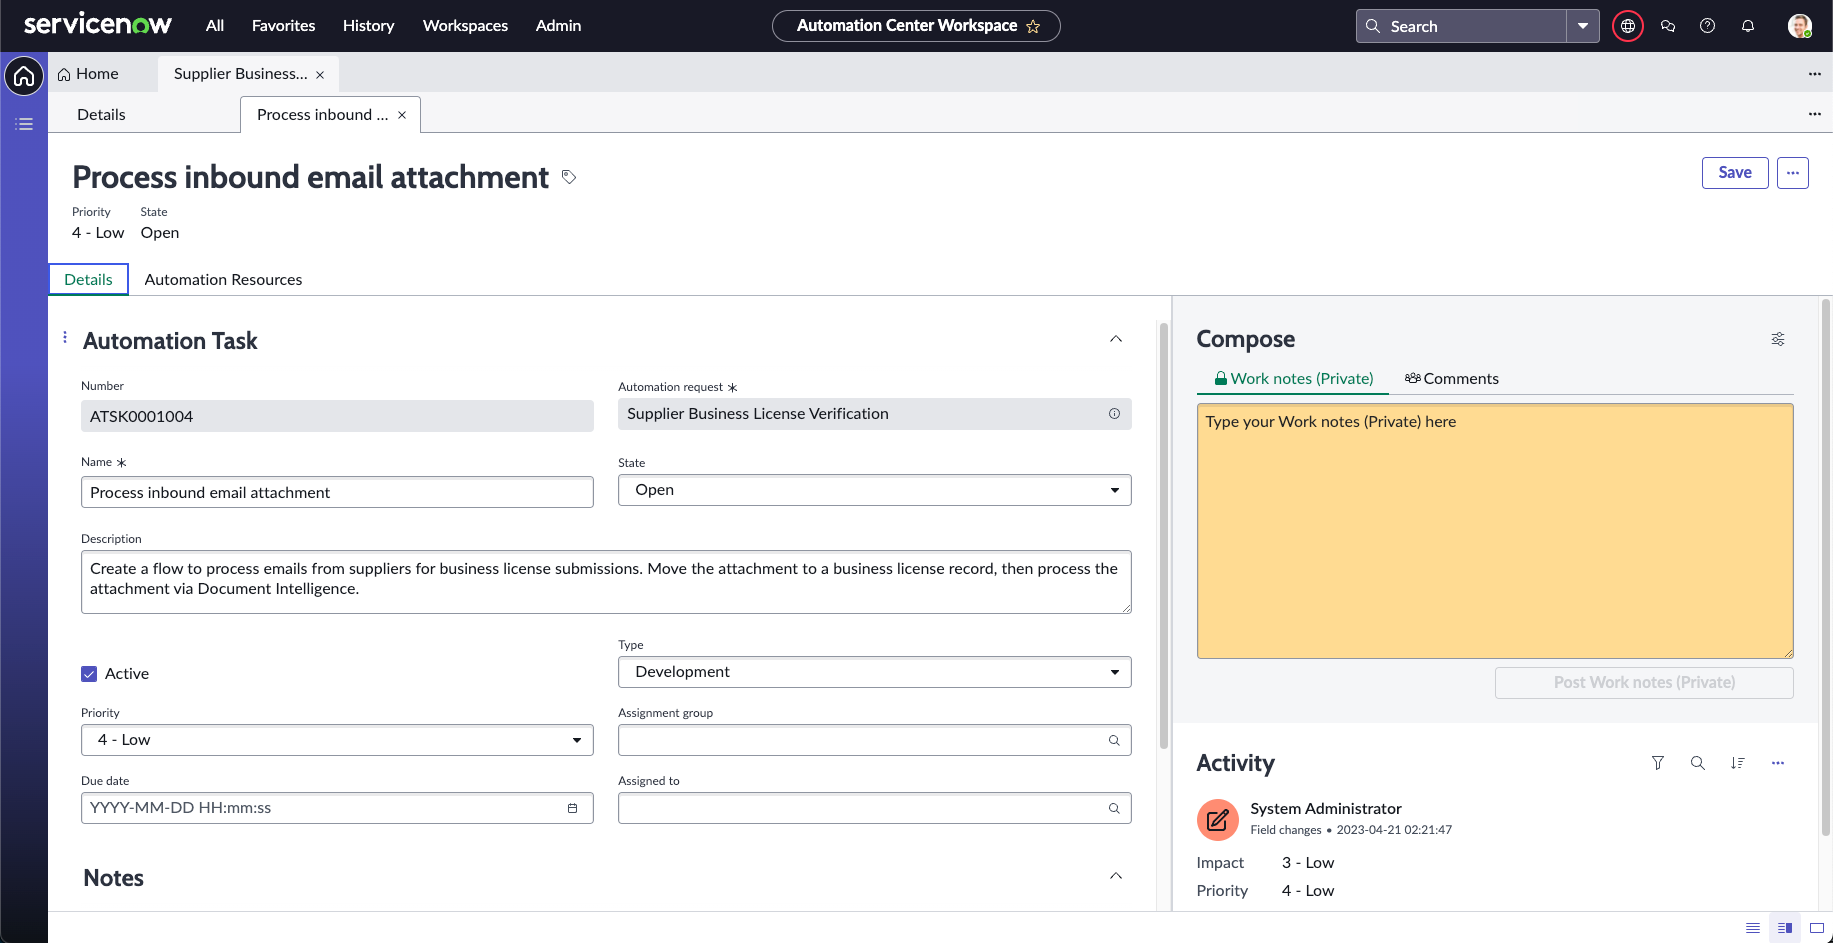 servicenow
All
Favorites
History
Workspaces
Admin
Automation Center Workspace
Search
Home
Supplier Business...
Details
Process inbound ...
Process inbound email attachment
Save
Priority
State
4 - Low
Open
Details
Automation Resources
Automation Task
Number
ATSK0001004
Automation request
Supplier Business License Verification
Name
Process inbound email attachment
State
Open
Description
Create a flow to process emails from suppliers for business license submissions. Move the attachment to a business license record, then process the
attachment via Document Intelligence.
Active
Type
Development
Priority
4 - Low
Assignment group
Due date
YYYY-MM-DD HH:mm:ss
Assigned to
Notes
Compose
Work notes (Private)
Comments
Type your Work notes (Private) here
Post Work notes (Private)
Activity
System Administrator
Field changes • 2023-04-21 02:21:47
Impact 3 - Low
Priority 4 - Low